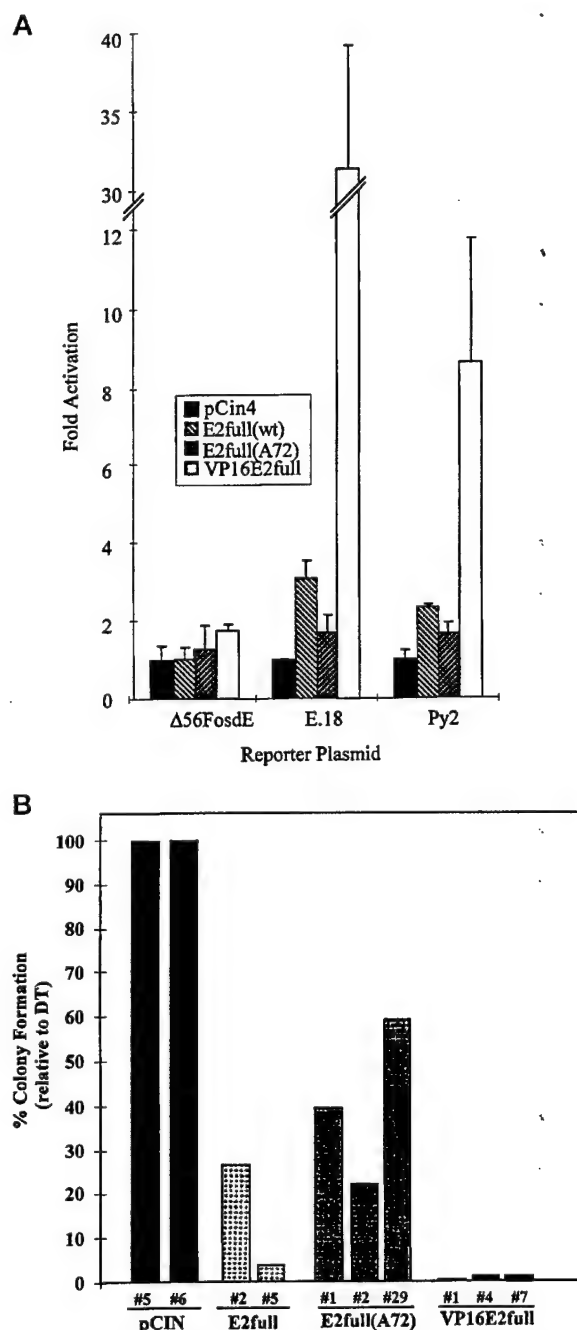 A
40
35
30
12
10
8
6
4
2
0
Fold Activation
pCin4
E2full(wt)
E2full(A72)
VP16E2full
Δ56FosdE E.18 Py2
Reporter Plasmid
B
100
90
80
70
60
50
40
30
20
10
0
% Colony Formation
(relative to DT)
#5 #6 #2 #5 #1 #2 #29 #1 #4 #7
pCIN E2full E2full(A72) VP16E2full